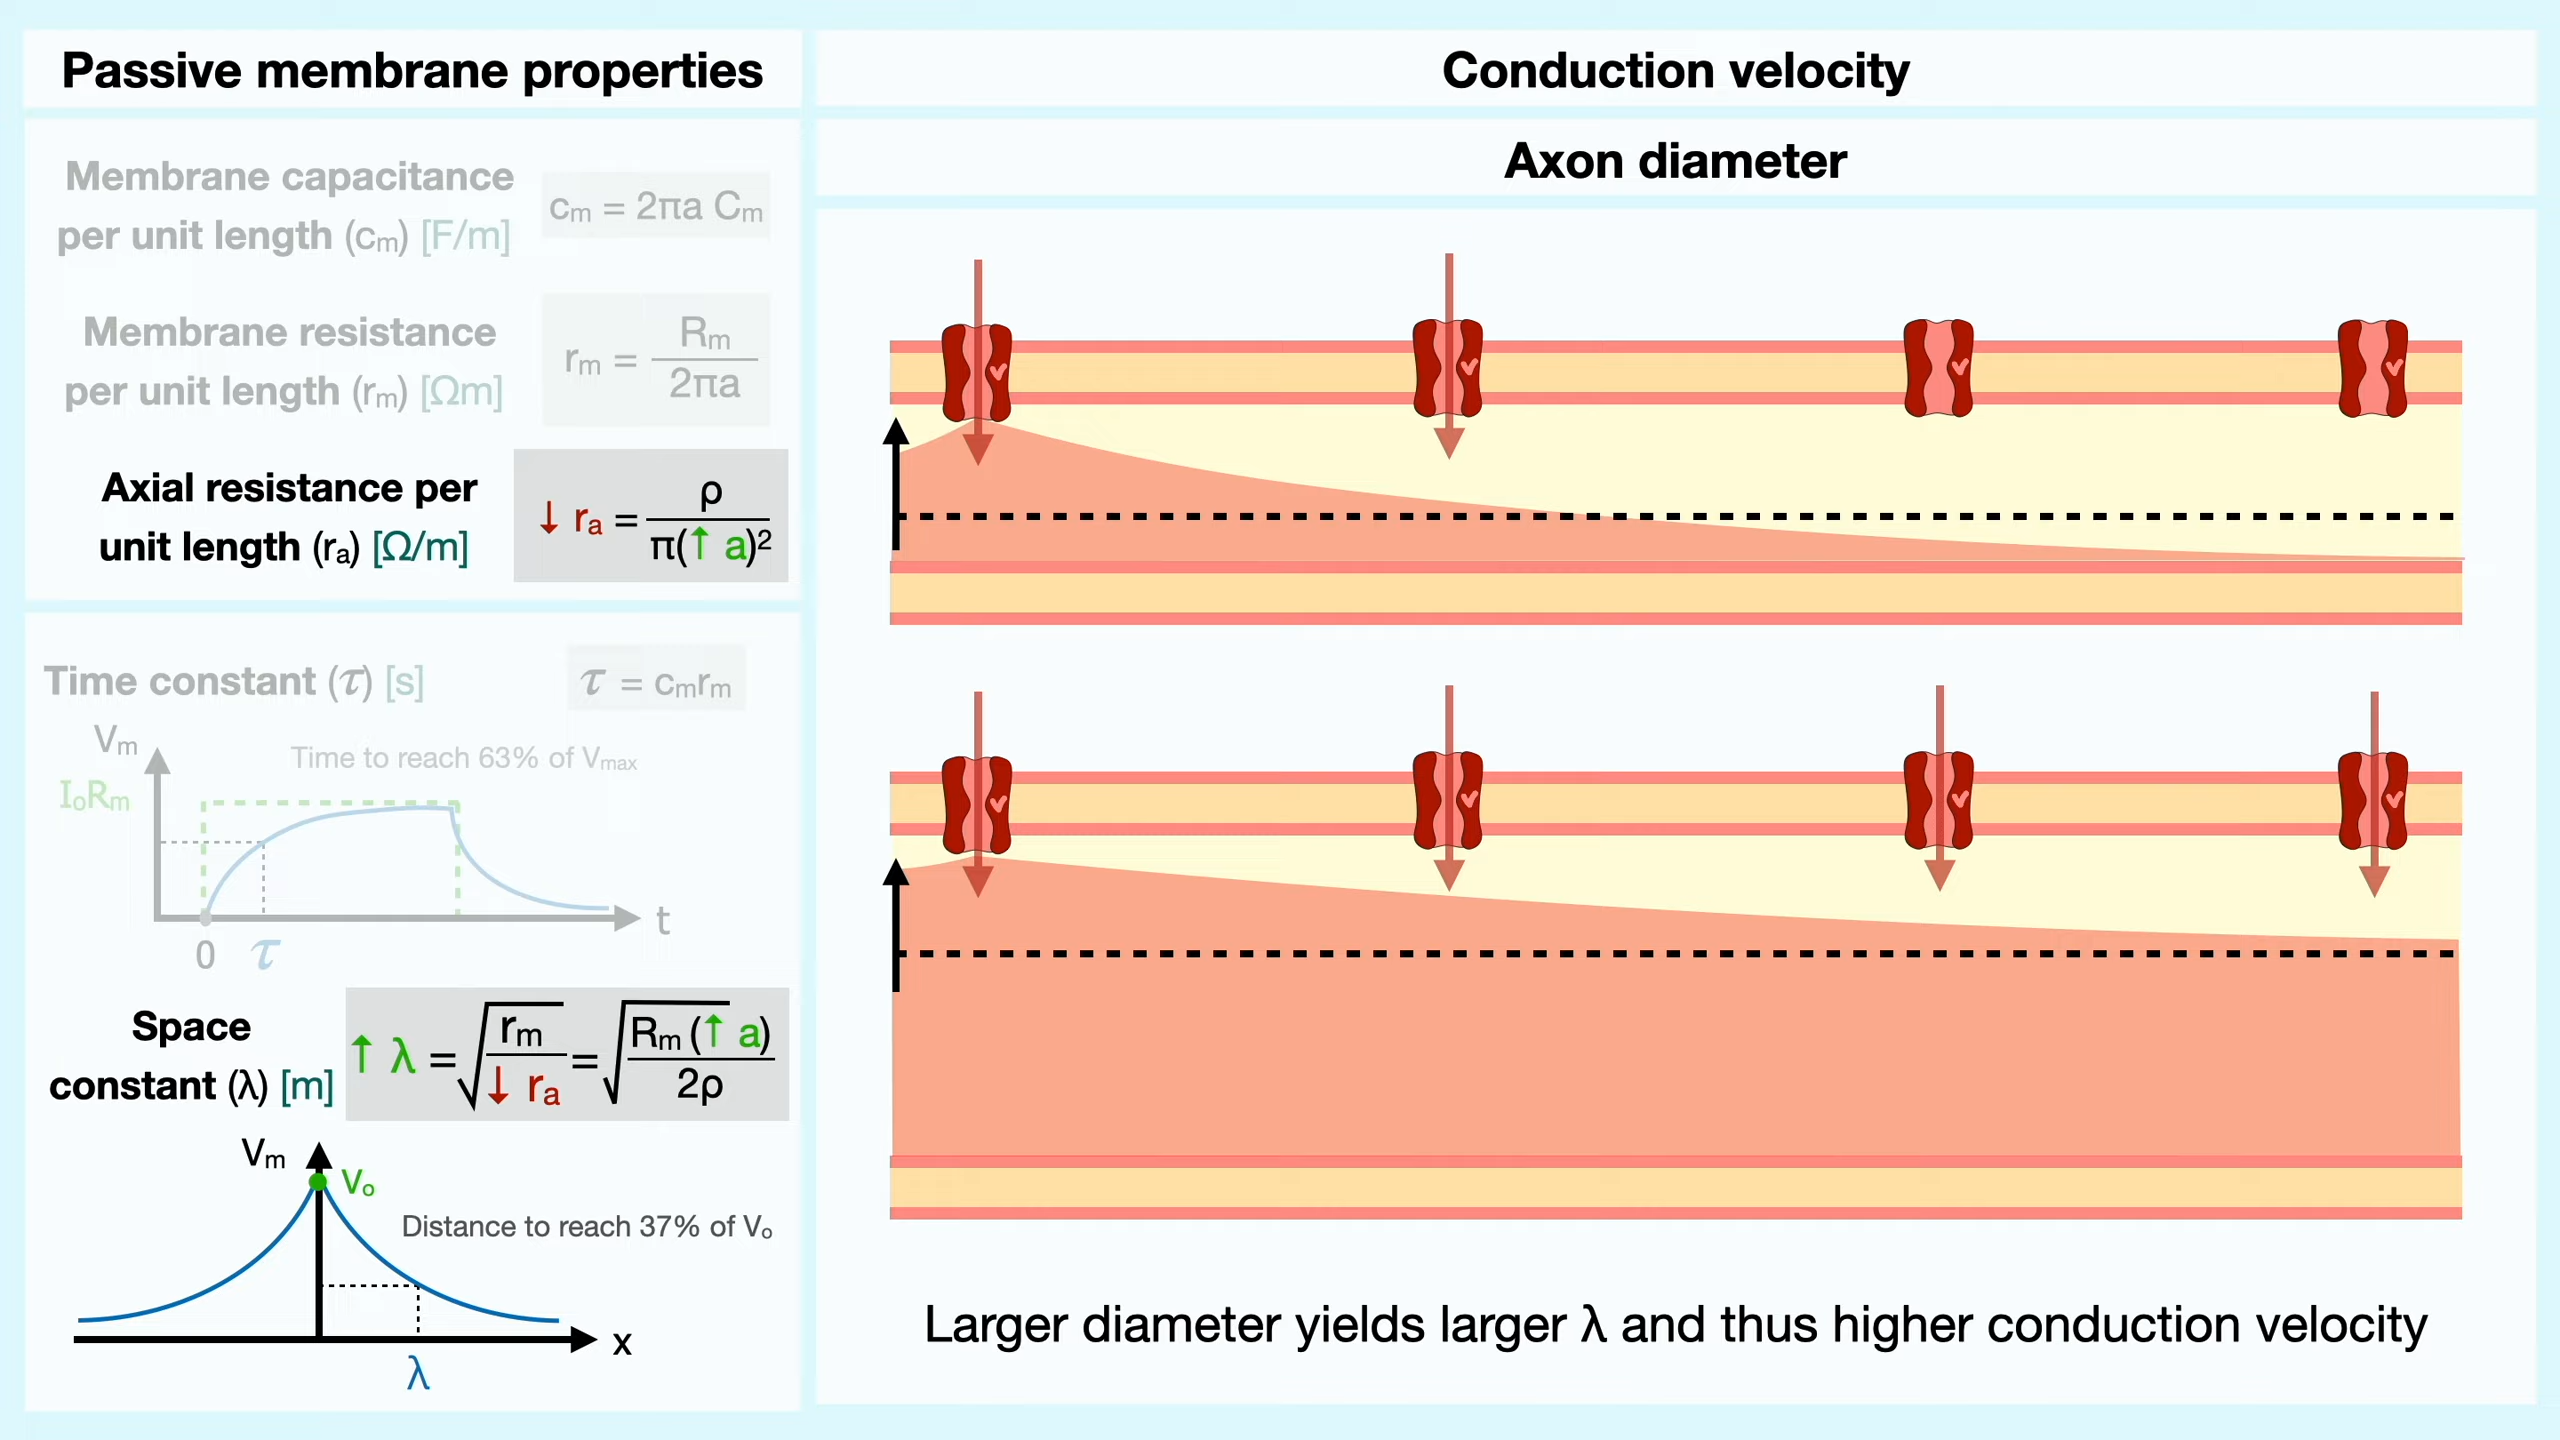 Passive membrane properties
Conduction velocity
Axon diameter
Membrane capacitance
per unit length (cₘ) [F/m]
cₘ = 2πa Cₘ
Membrane resistance
per unit length (rₘ) [Ωm]
rₘ = Rₘ / 2πa
Axial resistance per
unit length (rₐ) [Ω/m]
↓ rₐ = ρ / π(↑ a)²
Time constant (τ) [s]
τ = cₘrₘ
Vₘ
Time to reach 63% of Vₘₐₓ
I₀Rₘ
t
0
τ
Space
constant (λ) [m]
↑ λ = √(rₘ / ↓ rₐ) = √(Rₘ (↑ a) / 2ρ)
Vₘ
V₀
Distance to reach 37% of V₀
x
λ
Larger diameter yields larger λ and thus higher conduction velocity